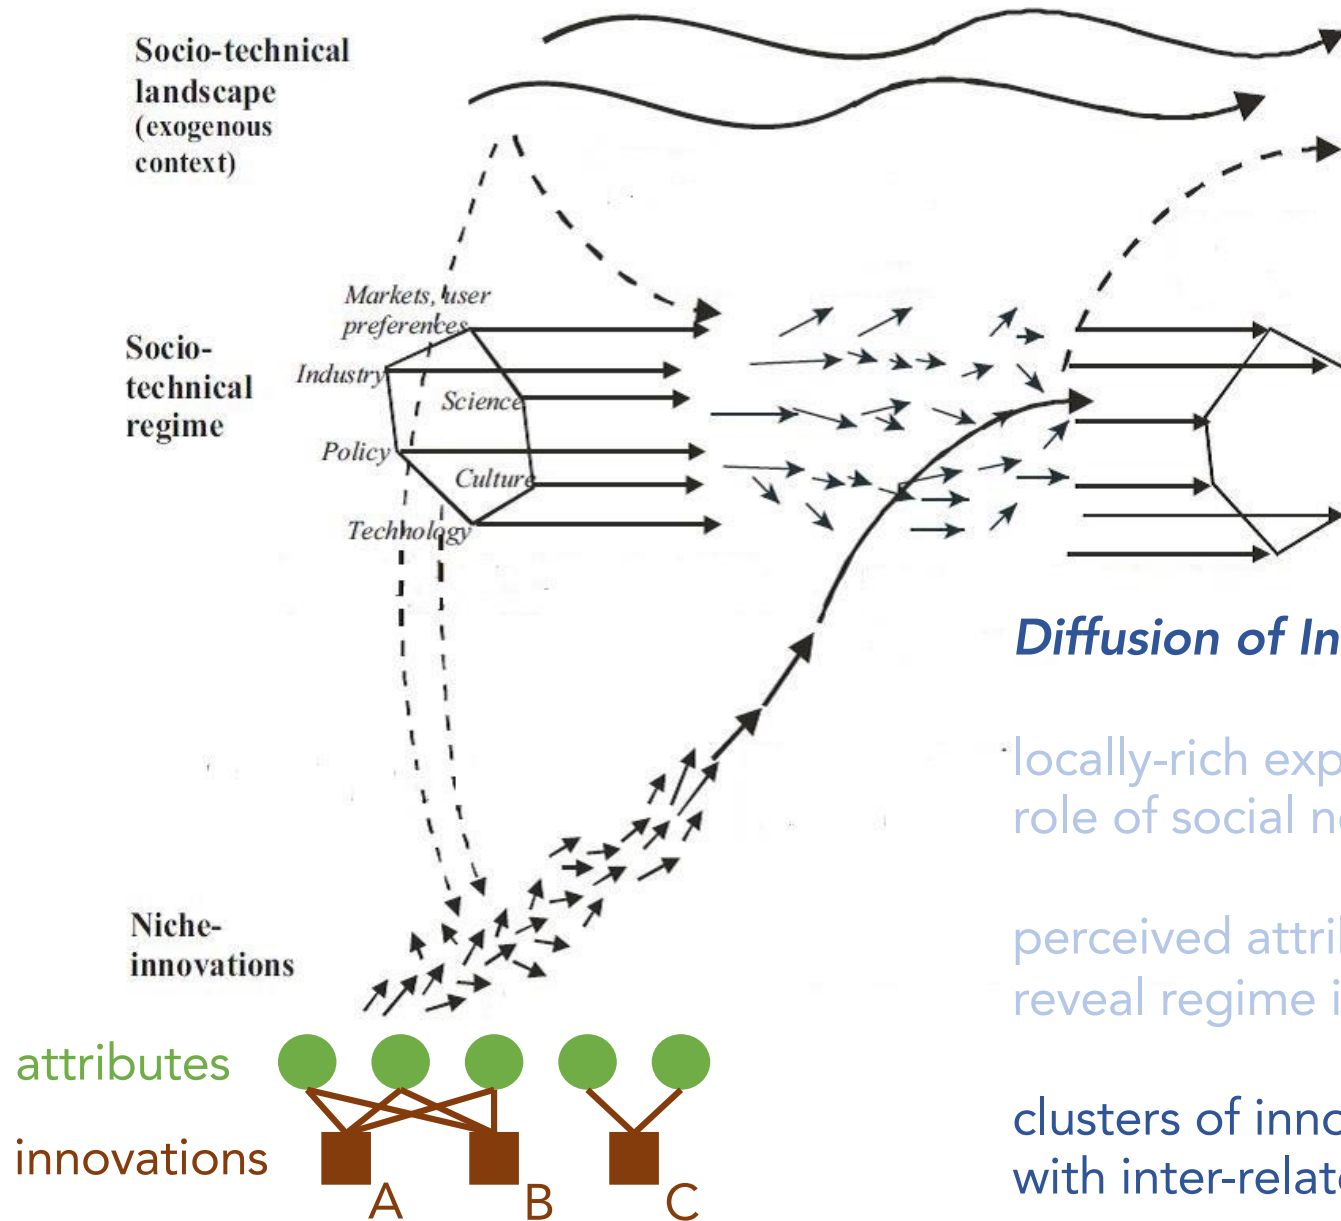 Socio-technical
landscape
(exogenous
context)
Markets, user
preferences
Socio-
technical
regime
Industry
Science
Policy
Culture
Technology
Diffusion of In
locally-rich exp
role of social ne
perceived attri
reveal regime i
Niche-
innovations
attributes
innovations
A
B
C
clusters of inno
with inter-relate